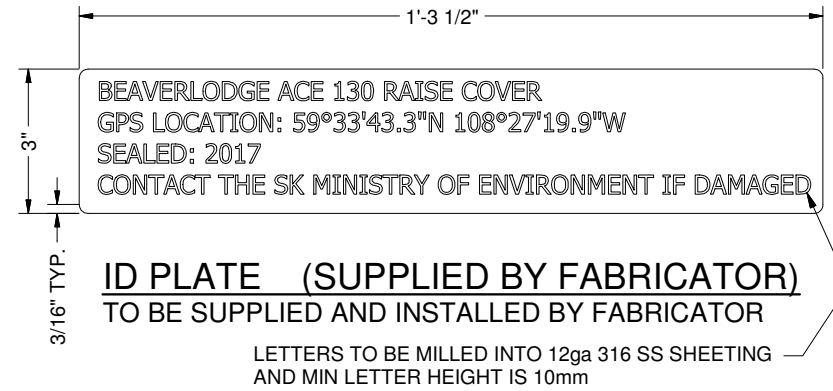 1'-3 1/2"
BEAVERLODGE ACE 130 RAISE COVER
GPS LOCATION: 59°33'43.3"N 108°27'19.9"W
SEALED: 2017
CONTACT THE SK MINISTRY OF ENVIRONMENT IF DAMAGED
3"
3/16" TYP.
ID PLATE (SUPPLIED BY FABRICATOR)
TO BE SUPPLIED AND INSTALLED BY FABRICATOR
LETTERS TO BE MILLED INTO 12ga 316 SS SHEETING
AND MIN LETTER HEIGHT IS 10mm